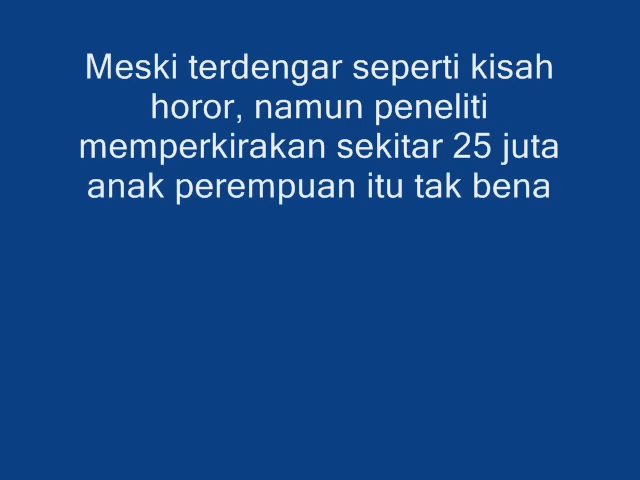 Meski terdengar seperti kisah
horor, namun peneliti
memperkirakan sekitar 25 juta
anak perempuan itu tak bena